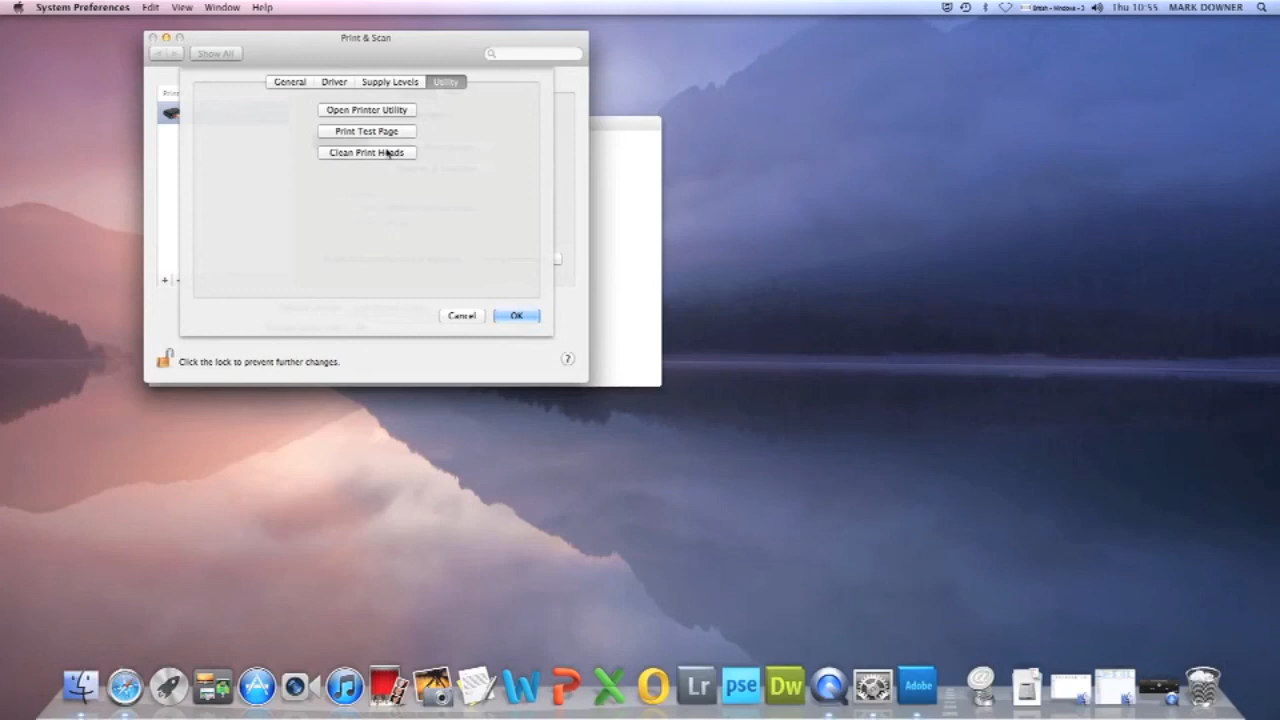 System Preferences Edit View Window Help
Thu 10:55 MARK DOWNER
Print & Scan
Show All
General Driver Supply Levels Utility
Open Printer Utility
Print Test Page
Clean Print Heads
Cancel OK
Click the lock to prevent further changes.
?
Lr pse Dw Adobe